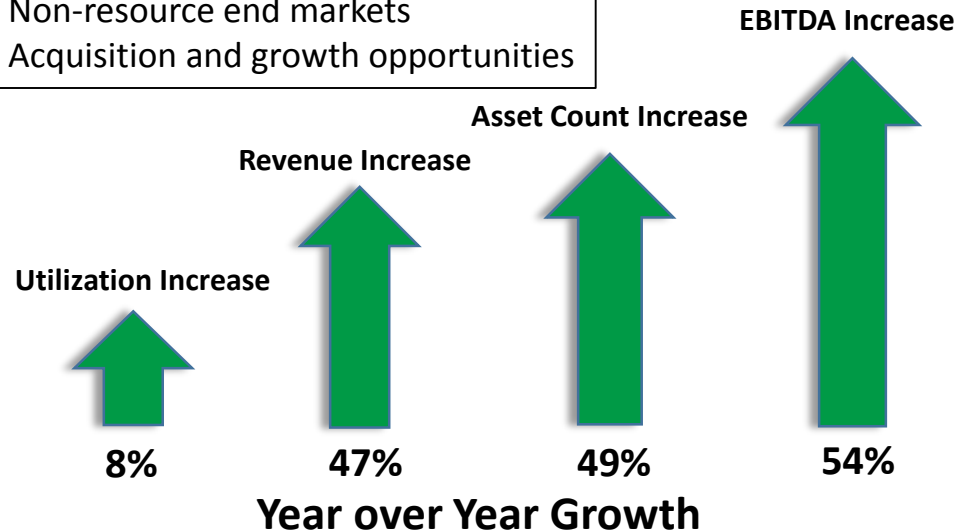 Non-resource end markets
Acquisition and growth opportunities
EBITDA Increase
Asset Count Increase
Revenue Increase
Utilization Increase
8%
47%
49%
54%
Year over Year Growth